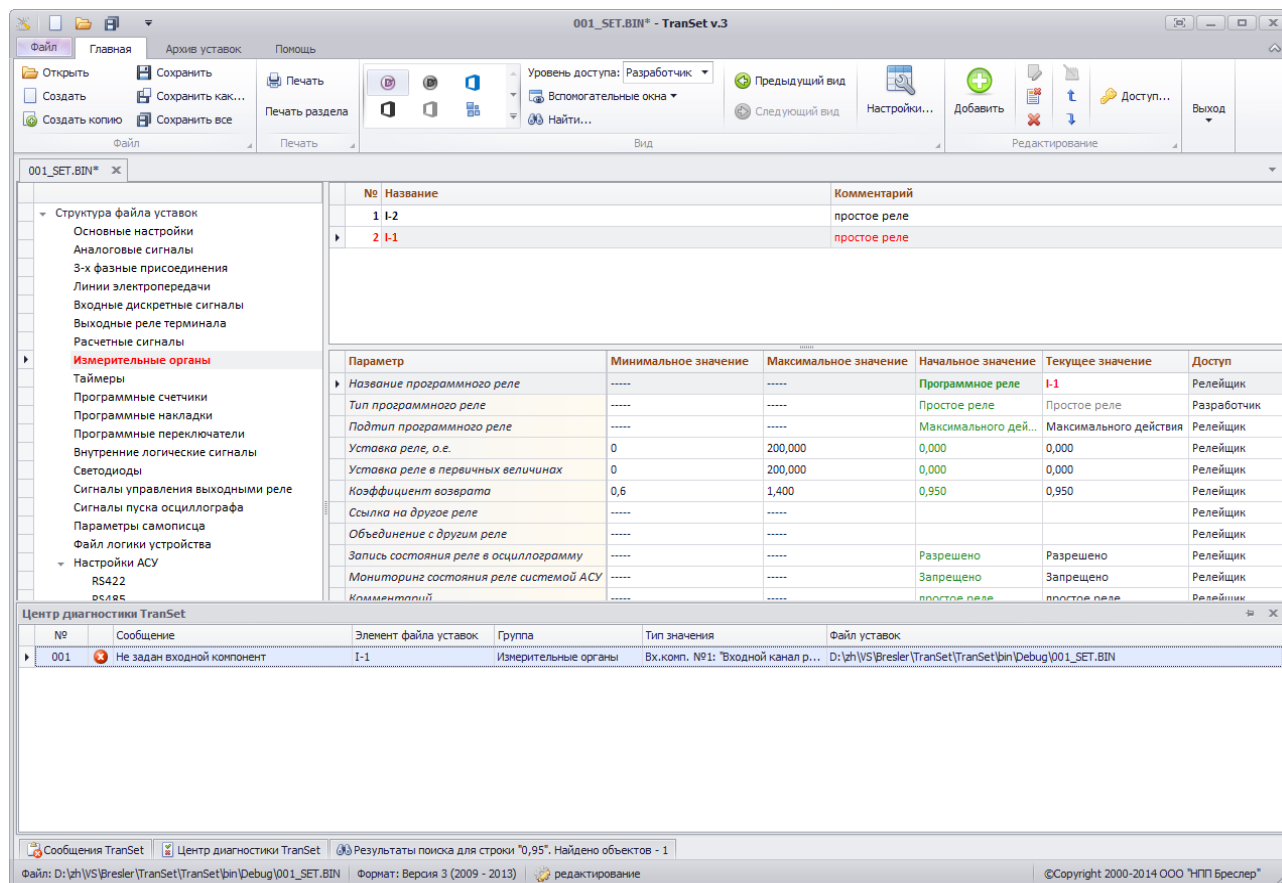 001_SET.BIN* - TranSet v.3
Файл Главная Архив уставок Помощь
Открыть Сохранить Печать Уровень доступа: Разработчик Предыдущий вид Настройки... Добавить Доступ... Выход
Создать Сохранить как... Печать раздела Вспомогательные окна Следующий вид
Создать копию Сохранить все Найти...
Файл Печать Вид Редактирование
001_SET.BIN*
№ Название Комментарий
1 I-2 простое реле
2 I-1 простое реле
Структура файла уставок
Основные настройки
Аналоговые сигналы
3-х фазные присоединения
Линии электропередачи
Входные дискретные сигналы
Выходные реле терминала
Расчетные сигналы
Измерительные органы
Таймеры
Программные счетчики
Программные накладки
Программные переключатели
Внутренние логические сигналы
Светодиоды
Сигналы управления выходными реле
Сигналы пуска осциллографа
Параметры самописца
Файл логики устройства
Настройки АСУ
RS422
RS485
Параметр Минимальное значение Максимальное значение Начальное значение Текущее значение Доступ
Название программного реле ----- ----- Программное реле I-1 Релейщик
Тип программного реле ----- ----- Простое реле Простое реле Разработчик
Подтип программного реле ----- ----- Максимального дей... Максимального действия Релейщик
Уставка реле, о.е. 0 200,000 0,000 0,000 Релейщик
Уставка реле в первичных величинах 0 200,000 0,000 0,000 Релейщик
Коэффициент возврата 0,6 1,400 0,950 0,950 Релейщик
Ссылка на другое реле ----- ----- Релейщик
Объединение с другим реле ----- ----- Релейщик
Запись состояния реле в осциллограмму ----- ----- Разрешено Разрешено Релейщик
Мониторинг состояния реле системой АСУ ----- ----- Запрещено Запрещено Релейщик
Комментарий ----- ----- простое реле простое реле Релейщик
Центр диагностики TranSet
№ Сообщение Элемент файла уставок Группа Тип значения Файл уставок
001 Не задан входной компонент I-1 Измерительные органы Вх.комп. №1: "Входной канал р... D:\zh\VS\Bresler\TranSet\TranSet\bin\Debug\001_SET.BIN
Сообщения TranSet Центр диагностики TranSet Результаты поиска для строки "0,95". Найдено объектов - 1
Файл: D:\zh\VS\Bresler\TranSet\TranSet\bin\Debug\001_SET.BIN Формат: Версия 3 (2009 - 2013) редактирование ©Copyright 2000-2014 ООО "НПП Бреслер"